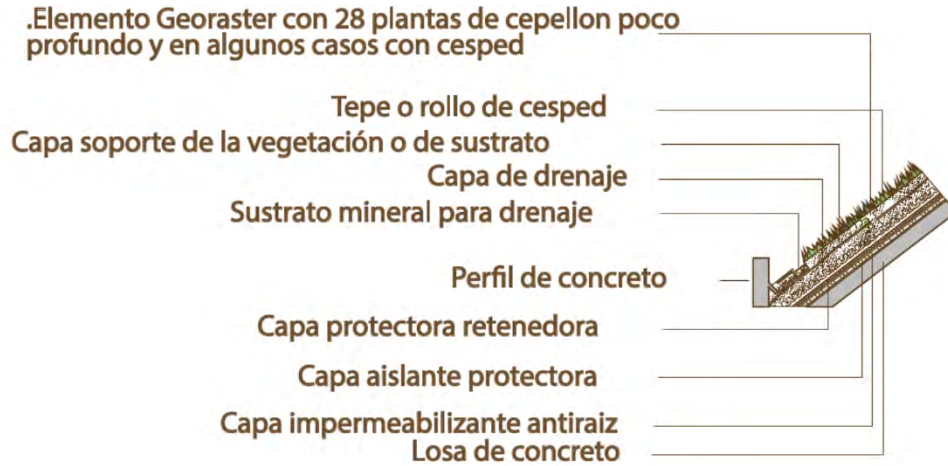 .Elemento Georaster con 28 plantas de cepellon poco
profundo y en algunos casos con cesped
Tepe o rollo de cesped
Capa soporte de la vegetación o de sustrato
Capa de drenaje
Sustrato mineral para drenaje
Perfil de concreto
Capa protectora retenedora
Capa aislante protectora
Capa impermeabilizante antiraiz
Losa de concreto